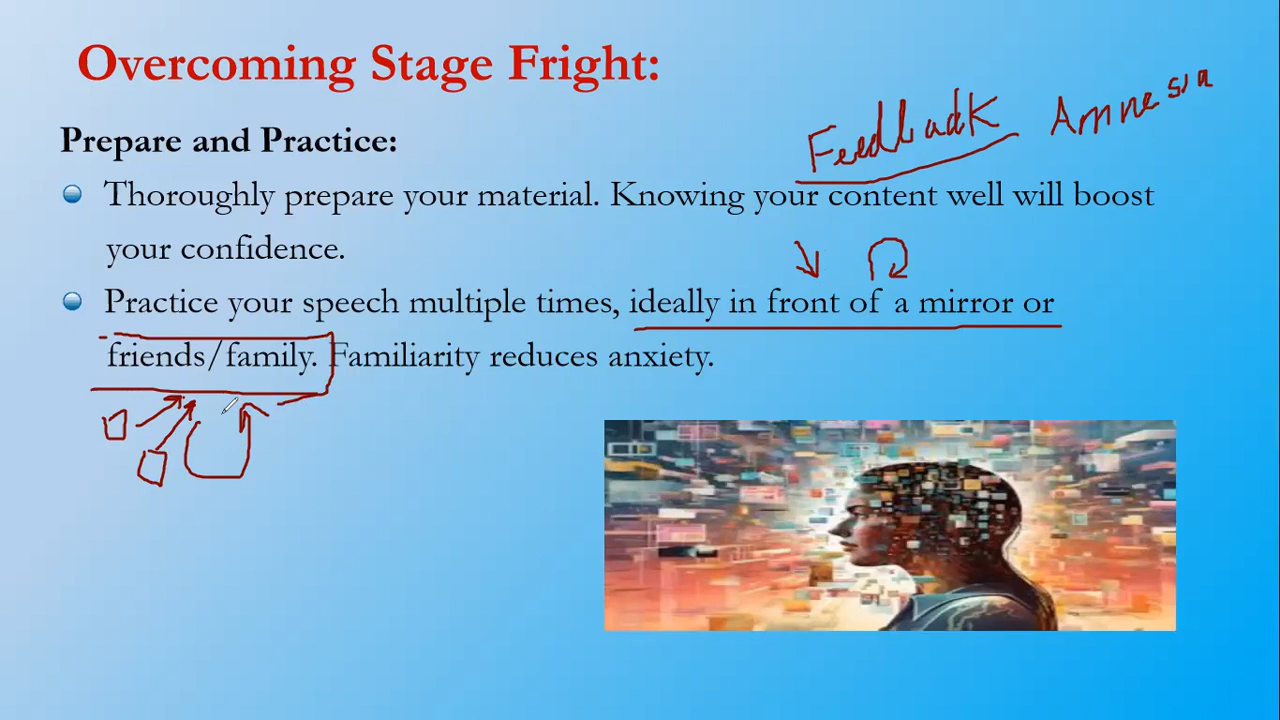 Overcoming Stage Fright:
Feedback Amnesia
Prepare and Practice:
Thoroughly prepare your material. Knowing your content well will boost
your confidence.
Practice your speech multiple times, ideally in front of a mirror or
friends/family. Familiarity reduces anxiety.